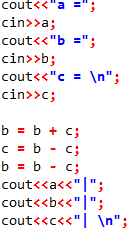 cout<<"a =";
cin>>a;
cout<<"b =";
cin>>b;
cout<<"c = \n";
cin>>c;
b = b + c;
c = b - c;
b = b - c;
cout<<a<<"|";
cout<<b<<"|";
cout<<c<<"| \n";